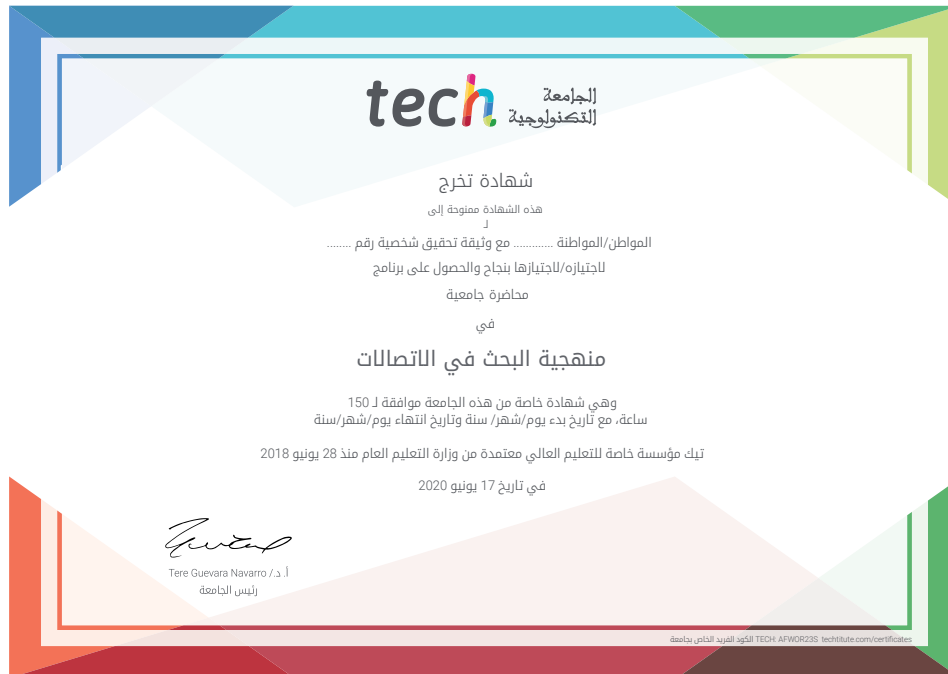 tech
الجامعة
التكنولوجية
شهادة تخرج
هذه الشهادة ممنوحة إلى
لـ
المواطن/المواطنة ............. مع وثيقة تحقيق شخصية رقم ........
لاجتيازه/لاجتيازها بنجاح والحصول على برنامج
محاضرة جامعية
في
منهجية البحث في الاتصالات
وهي شهادة خاصة من هذه الجامعة موافقة لـ 150
ساعة، مع تاريخ بدء يوم/شهر/ سنة وتاريخ انتهاء يوم/شهر/سنة
تيك مؤسسة خاصة للتعليم العالي معتمدة من وزارة التعليم العام منذ 28 يونيو 2018
في تاريخ 17 يونيو 2020
أ .د./ Tere Guevara Navarro
رئيس الجامعة
الكود الفريد الخاص بجامعة TECH: AFWOR23S techtitute.com/certificates